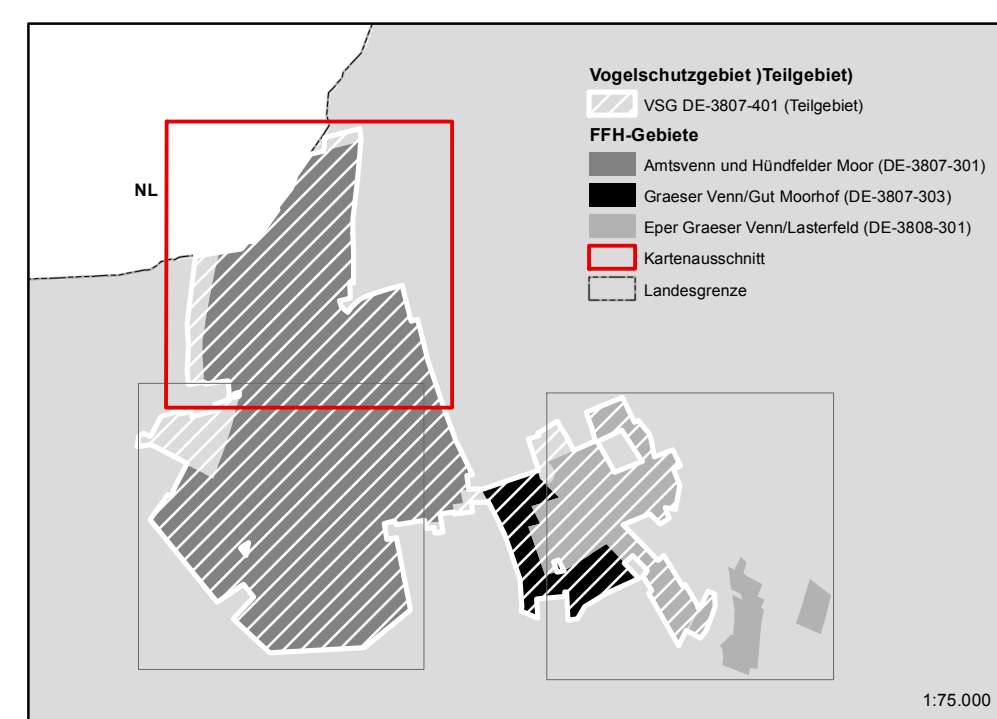 Vogelschutzgebiet )Teilgebiet)
VSG DE-3807-401 (Teilgebiet)
FFH-Gebiete
Amtsvenn und Hündfelder Moor (DE-3807-301)
Graeser Venn/Gut Moorhof (DE-3807-303)
Eper Graeser Venn/Lasterfeld (DE-3808-301)
Kartenausschnitt
Landesgrenze
NL
1:75.000